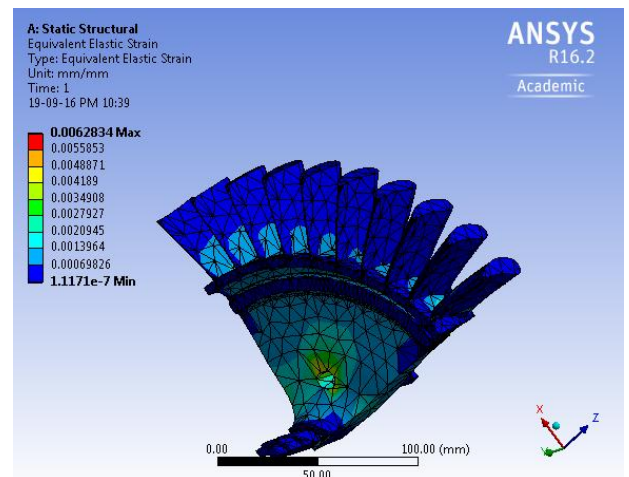 A: Static Structural
Equivalent Elastic Strain
Type: Equivalent Elastic Strain
Unit: mm/mm
Time: 1
19-09-16 PM 10:39
ANSYS
R16.2
Academic
0.0062834 Max
0.0055853
0.0048871
0.004189
0.0034908
0.0027927
0.0020945
0.0013964
0.00069826
1.1171e-7 Min
0.00 100.00 (mm)
50.00
X
Z
Y